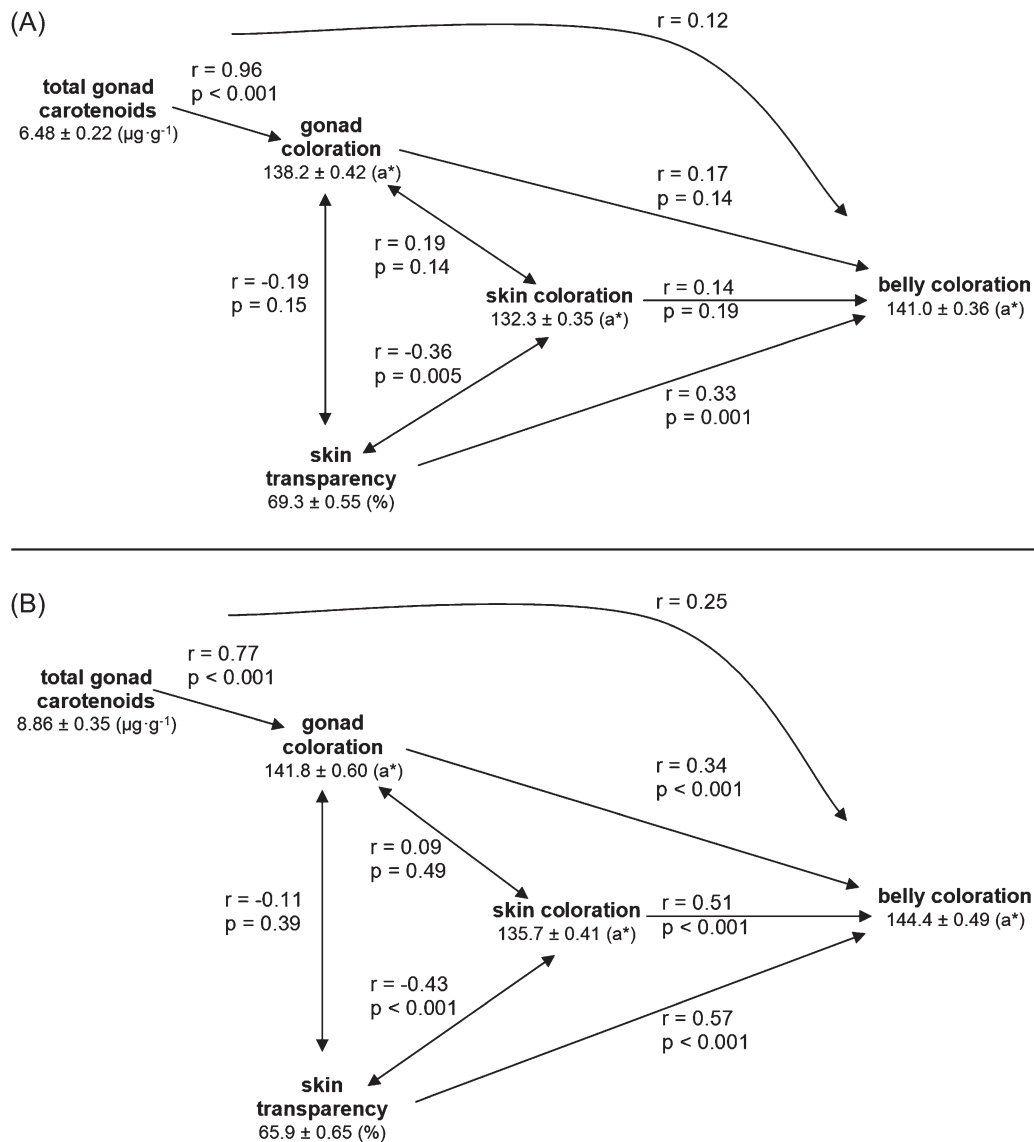 (A)
r = 0.12
r = 0.96
p < 0.001
total gonad
carotenoids
6.48 ± 0.22 (µg·g⁻¹)
gonad
coloration
138.2 ± 0.42 (a*)
r = 0.17
p = 0.14
r = 0.19
p = 0.14
r = -0.19
p = 0.15
skin coloration
132.3 ± 0.35 (a*)
r = 0.14
p = 0.19
belly coloration
141.0 ± 0.36 (a*)
r = -0.36
p = 0.005
r = 0.33
p = 0.001
skin
transparency
69.3 ± 0.55 (%)
(B)
r = 0.25
r = 0.77
p < 0.001
total gonad
carotenoids
8.86 ± 0.35 (µg·g⁻¹)
gonad
coloration
141.8 ± 0.60 (a*)
r = 0.34
p < 0.001
r = 0.09
p = 0.49
r = -0.11
p = 0.39
skin coloration
135.7 ± 0.41 (a*)
r = 0.51
p < 0.001
belly coloration
144.4 ± 0.49 (a*)
r = -0.43
p < 0.001
r = 0.57
p < 0.001
skin
transparency
65.9 ± 0.65 (%)